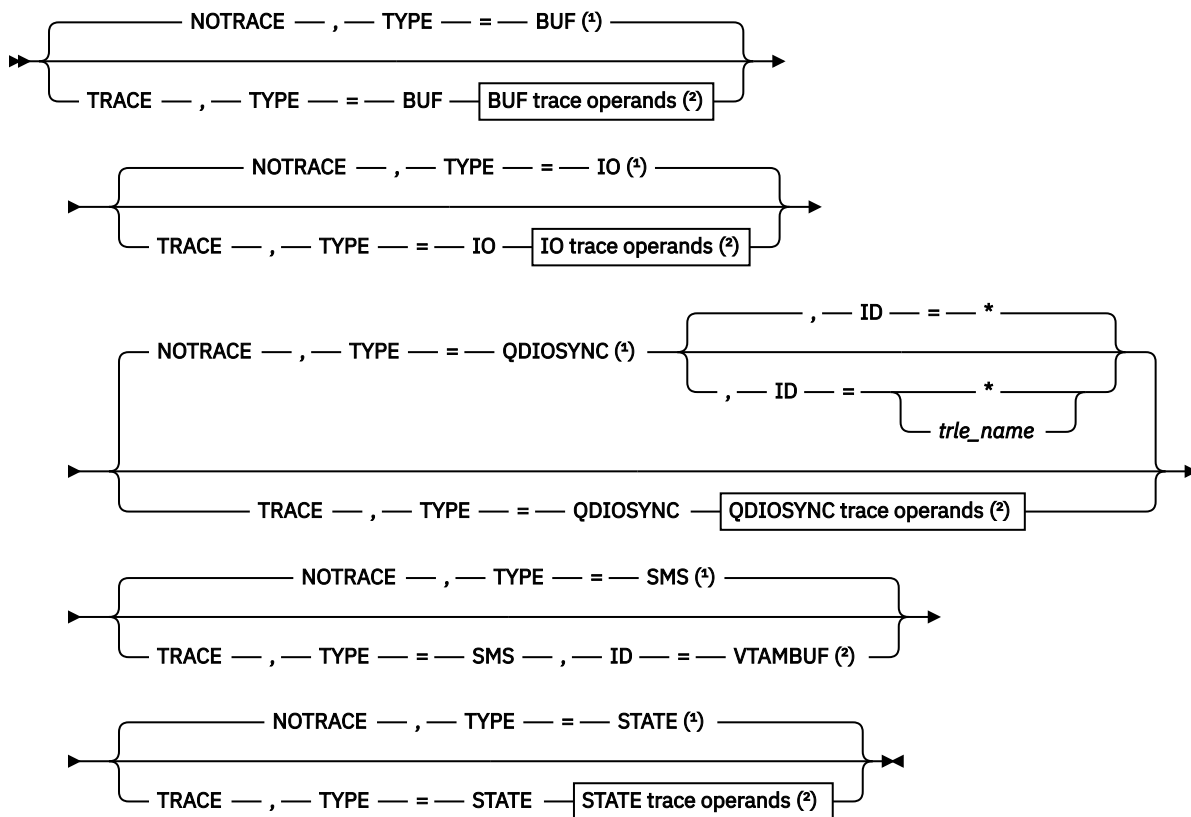 NOTRACE , TYPE = BUF (¹)
TRACE , TYPE = BUF BUF trace operands (²)
NOTRACE , TYPE = IO (¹)
TRACE , TYPE = IO IO trace operands (²)
, ID = *
NOTRACE , TYPE = QDIOSYNC (¹)
, ID = *
trle_name
TRACE , TYPE = QDIOSYNC QDIOSYNC trace operands (²)
NOTRACE , TYPE = SMS (¹)
TRACE , TYPE = SMS , ID = VTAMBUF (²)
NOTRACE , TYPE = STATE (¹)
TRACE , TYPE = STATE STATE trace operands (²)